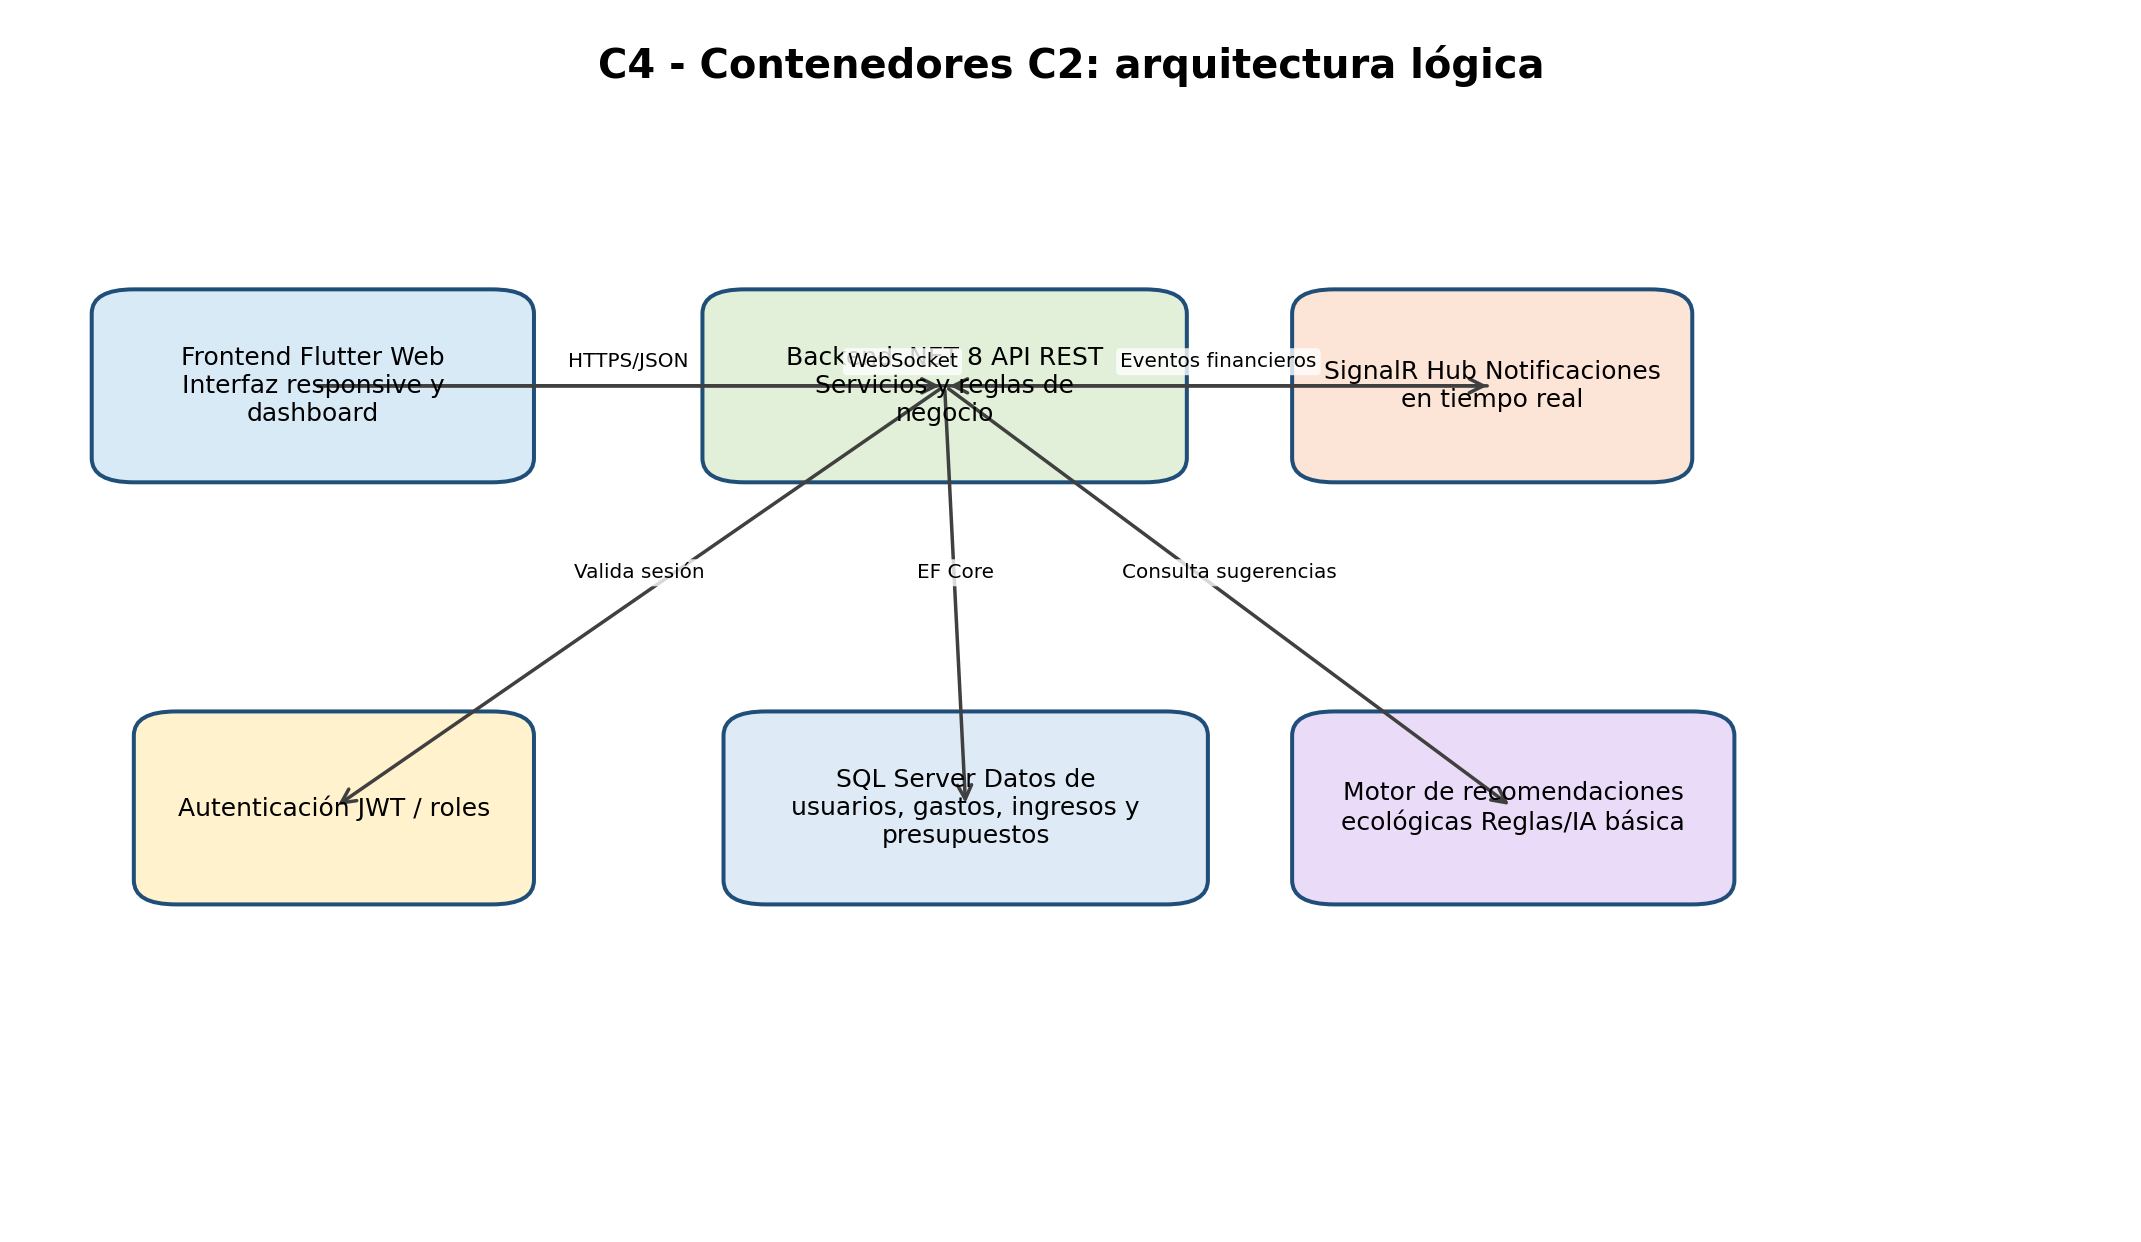 C4 - Contenedores C2: arquitectura lógica
Frontend Flutter Web
Interfaz responsive y
dashboard
HTTPS/JSON
Backend .NET 8 API REST
Servicios y reglas de
negocio
WebSocket
Eventos financieros
SignalR Hub Notificaciones
en tiempo real
Valida sesión
EF Core
Consulta sugerencias
Autenticación JWT / roles
SQL Server Datos de
usuarios, gastos, ingresos y
presupuestos
Motor de recomendaciones
ecológicas Reglas/IA básica